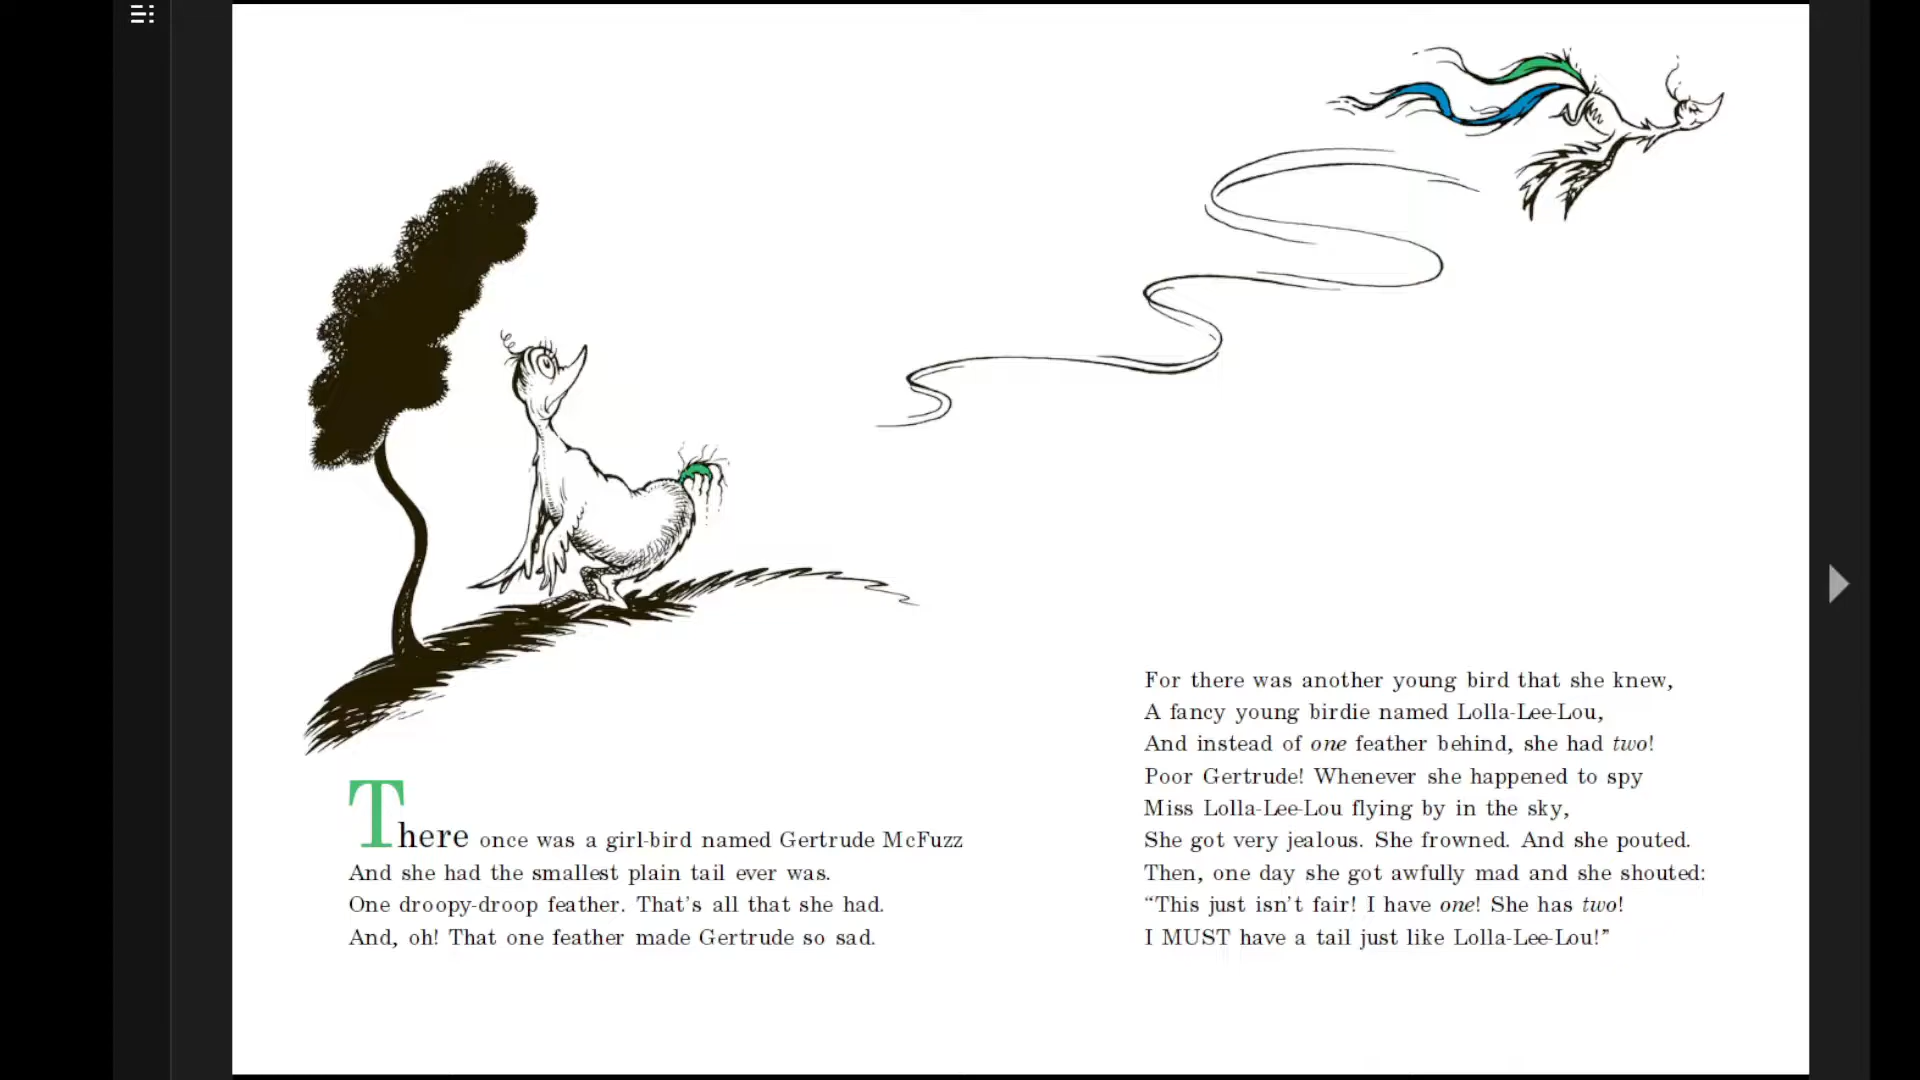 There once was a girl-bird named Gertrude McFuzz
And she had the smallest plain tail ever was.
One droopy-droop feather. That’s all that she had.
And, oh! That one feather made Gertrude so sad.
For there was another young bird that she knew,
A fancy young birdie named Lolla-Lee-Lou,
And instead of one feather behind, she had two!
Poor Gertrude! Whenever she happened to spy
Miss Lolla-Lee-Lou flying by in the sky,
She got very jealous. She frowned. And she pouted.
Then, one day she got awfully mad and she shouted:
“This just isn’t fair! I have one! She has two!
I MUST have a tail just like Lolla-Lee-Lou!”